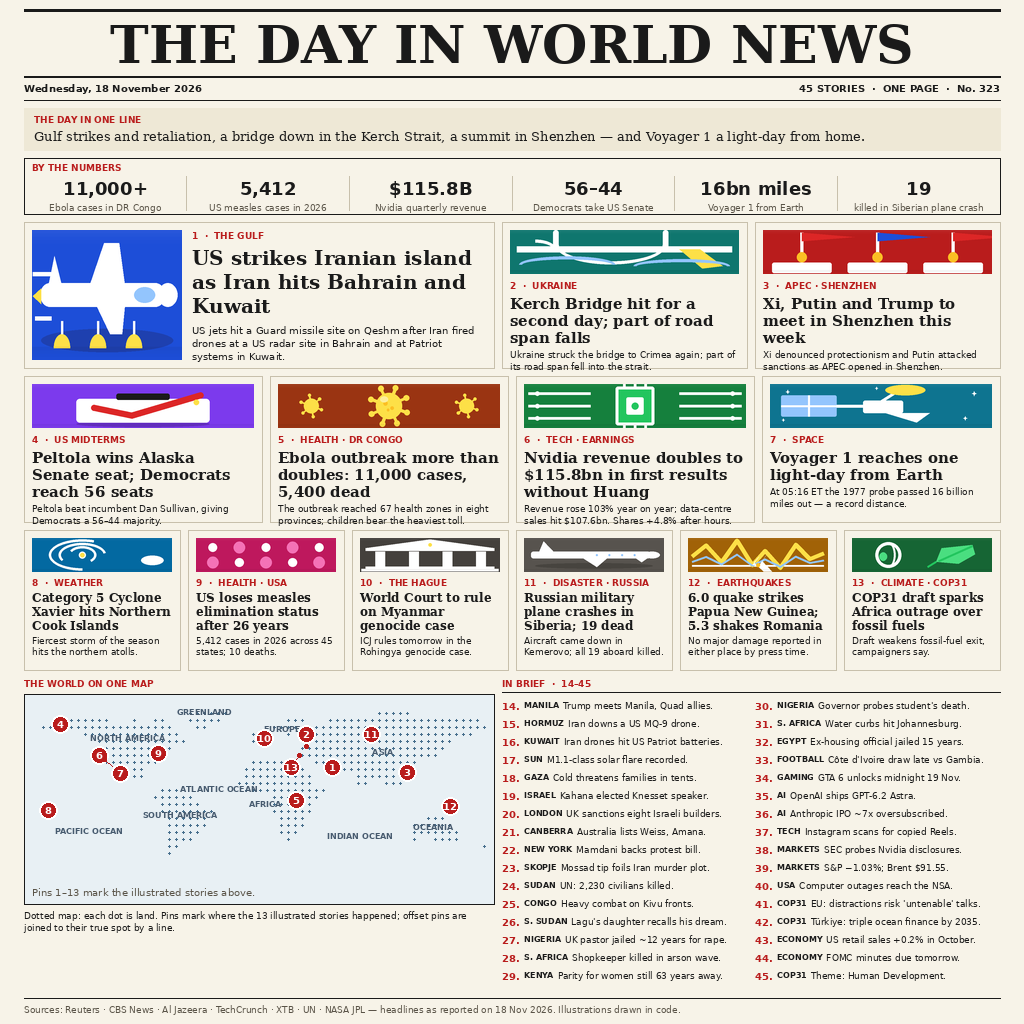 THE DAY IN WORLD NEWS
Wednesday, 18 November 2026
45 STORIES · ONE PAGE · No. 323
THE DAY IN ONE LINE
Gulf strikes and retaliation, a bridge down in the Kerch Strait, a summit in Shenzhen — and Voyager 1 a light-day from home.
BY THE NUMBERS
11,000+
Ebola cases in DR Congo
5,412
US measles cases in 2026
$115.8B
Nvidia quarterly revenue
56–44
Democrats take US Senate
16bn miles
Voyager 1 from Earth
19
killed in Siberian plane crash
1 · THE GULF
US strikes Iranian island
as Iran hits Bahrain and
Kuwait
US jets hit a Guard missile site on Qeshm after Iran fired
drones at a US radar site in Bahrain and at Patriot
systems in Kuwait.
2 · UKRAINE
Kerch Bridge hit for a
second day; part of road
span falls
Ukraine struck the bridge to Crimea again; part of
its road span fell into the strait.
3 · APEC · SHENZHEN
Xi, Putin and Trump to
meet in Shenzhen this
week
Xi denounced protectionism and Putin attacked
sanctions as APEC opened in Shenzhen.
4 · US MIDTERMS
Peltola wins Alaska
Senate seat; Democrats
reach 56 seats
Peltola beat incumbent Dan Sullivan, giving
Democrats a 56–44 majority.
5 · HEALTH · DR CONGO
Ebola outbreak more than
doubles: 11,000 cases,
5,400 dead
The outbreak reached 67 health zones in eight
provinces; children bear the heaviest toll.
6 · TECH · EARNINGS
Nvidia revenue doubles to
$115.8bn in first results
without Huang
Revenue rose 103% year on year; data-centre
sales hit $107.6bn. Shares +4.8% after hours.
7 · SPACE
Voyager 1 reaches one
light-day from Earth
At 05:16 ET the 1977 probe passed 16 billion
miles out — a record distance.
8 · WEATHER
Category 5 Cyclone
Xavier hits Northern
Cook Islands
Fiercest storm of the season
hits the northern atolls.
9 · HEALTH · USA
US loses measles
elimination status
after 26 years
5,412 cases in 2026 across 45
states; 10 deaths.
10 · THE HAGUE
World Court to rule
on Myanmar
genocide case
ICJ rules tomorrow in the
Rohingya genocide case.
11 · DISASTER · RUSSIA
Russian military
plane crashes in
Siberia; 19 dead
Aircraft came down in
Kemerovo; all 19 aboard killed.
12 · EARTHQUAKES
6.0 quake strikes
Papua New Guinea;
5.3 shakes Romania
No major damage reported in
either place by press time.
13 · CLIMATE · COP31
COP31 draft sparks
Africa outrage over
fossil fuels
Draft weakens fossil-fuel exit,
campaigners say.
THE WORLD ON ONE MAP
GREENLAND
4
NORTH AMERICA
EUROPE
10
2
11
ASIA
6
9
7
13
1
3
ATLANTIC OCEAN
AFRICA
5
8
SOUTH AMERICA
12
OCEANIA
PACIFIC OCEAN
INDIAN OCEAN
Pins 1–13 mark the illustrated stories above.
Dotted map: each dot is land. Pins mark where the 13 illustrated stories happened; offset pins are
joined to their true spot by a line.
IN BRIEF · 14–45
14. MANILA Trump meets Manila, Quad allies.
15. HORMUZ Iran downs a US MQ-9 drone.
16. KUWAIT Iran drones hit US Patriot batteries.
17. SUN M1.1-class solar flare recorded.
18. GAZA Cold threatens families in tents.
19. ISRAEL Kahana elected Knesset speaker.
20. LONDON UK sanctions eight Israeli builders.
21. CANBERRA Australia lists Weiss, Amana.
22. NEW YORK Mamdani backs protest bill.
23. SKOPJE Mossad tip foils Iran murder plot.
24. SUDAN UN: 2,230 civilians killed.
25. CONGO Heavy combat on Kivu fronts.
26. S. SUDAN Lagu's daughter recalls his dream.
27. NIGERIA UK pastor jailed ~12 years for rape.
28. S. AFRICA Shopkeeper killed in arson wave.
29. KENYA Parity for women still 63 years away.
30. NIGERIA Governor probes student's death.
31. S. AFRICA Water curbs hit Johannesburg.
32. EGYPT Ex-housing official jailed 15 years.
33. FOOTBALL Côte d'Ivoire draw late vs Gambia.
34. GAMING GTA 6 unlocks midnight 19 Nov.
35. AI OpenAI ships GPT-6.2 Astra.
36. AI Anthropic IPO ~7× oversubscribed.
37. TECH Instagram scans for copied Reels.
38. MARKETS SEC probes Nvidia disclosures.
39. MARKETS S&P −1.03%; Brent $91.55.
40. USA Computer outages reach the NSA.
41. COP31 EU: distractions risk 'untenable' talks.
42. COP31 Türkiye: triple ocean finance by 2035.
43. ECONOMY US retail sales +0.2% in October.
44. ECONOMY FOMC minutes due tomorrow.
45. COP31 Theme: Human Development.
Sources: Reuters · CBS News · Al Jazeera · TechCrunch · XTB · UN · NASA JPL — headlines as reported on 18 Nov 2026. Illustrations drawn in code.